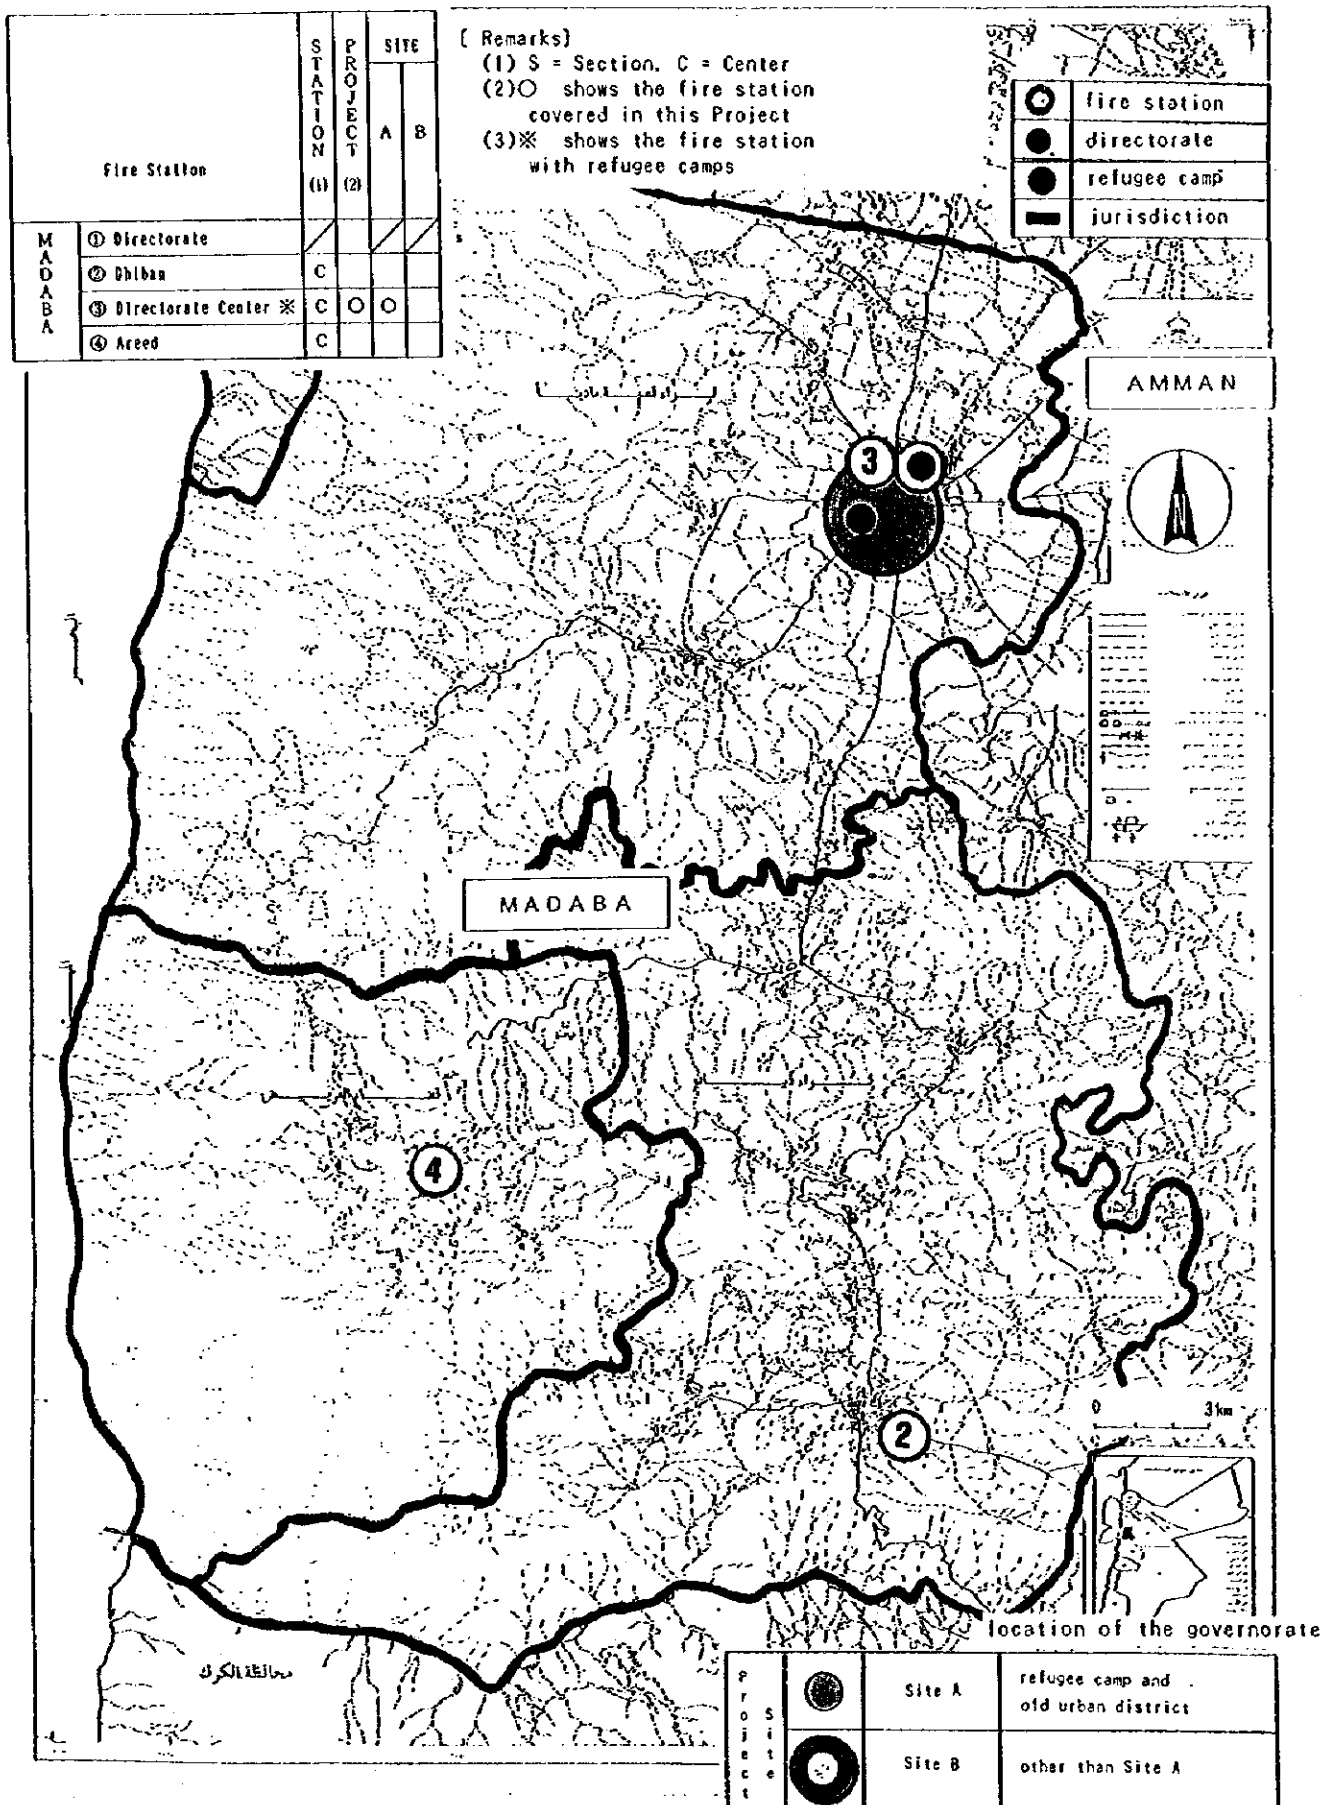 Fire Station
STATION (1)
PROJECT (2)
SITE
A
B
MADABA
① Directorate
② Dhiban C
③ Directorate Center ※ C ○ ○
④ Areed C
[ Remarks]
(1) S = Section, C = Center
(2)○ shows the fire station
covered in this Project
(3)※ shows the fire station
with refugee camps
fire station
directorate
refugee camp
jurisdiction
AMMAN
3
N
MADABA
4
2
0 3km
محافظة الكرك
location of the governorate
Project Site
Site A
refugee camp and
old urban district
Site B
other than Site A